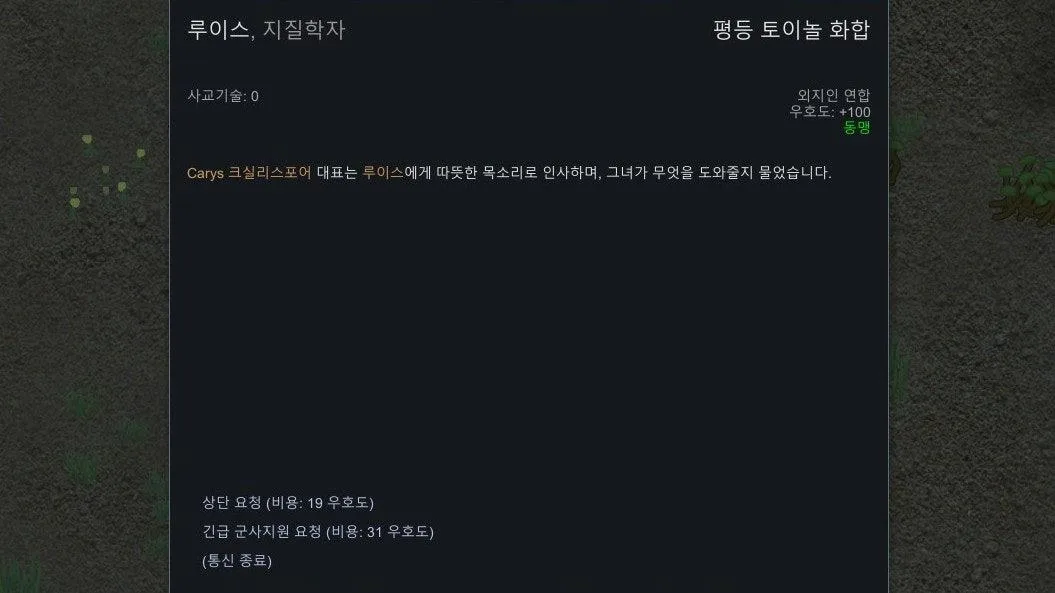 루이스, 지질학자
평등 토이놀 화합
사교기술: 0
외지인 연합
우호도: +100
동맹
Carys 크실리스포어 대표는 루이스에게 따뜻한 목소리로 인사하며, 그녀가 무엇을 도와줄지 물었습니다.
상단 요청 (비용: 19 우호도)
긴급 군사지원 요청 (비용: 31 우호도)
(통신 종료)